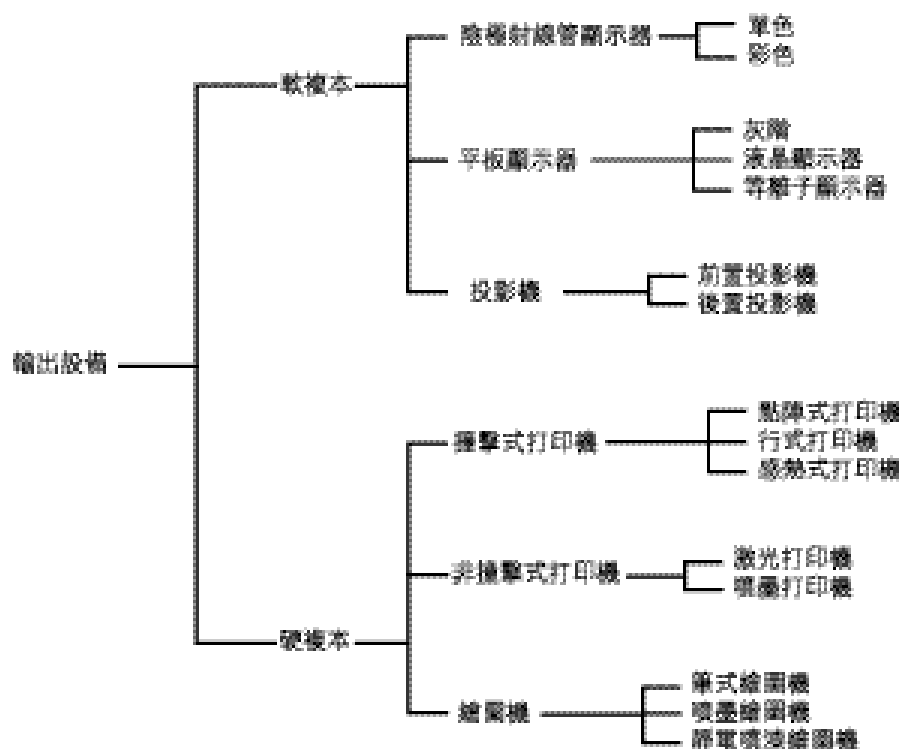 輸出設備
軟複本
陰極射線管顯示器
單色
彩色
平板顯示器
灰階
液晶顯示器
等離子顯示器
投影機
前置投影機
後置投影機
硬複本
撞擊式打印機
點陣式打印機
行式打印機
感熱式打印機
非撞擊式打印機
激光打印機
噴墨打印機
繪圖機
筆式繪圖機
噴墨繪圖機
靜電噴液繪圖機